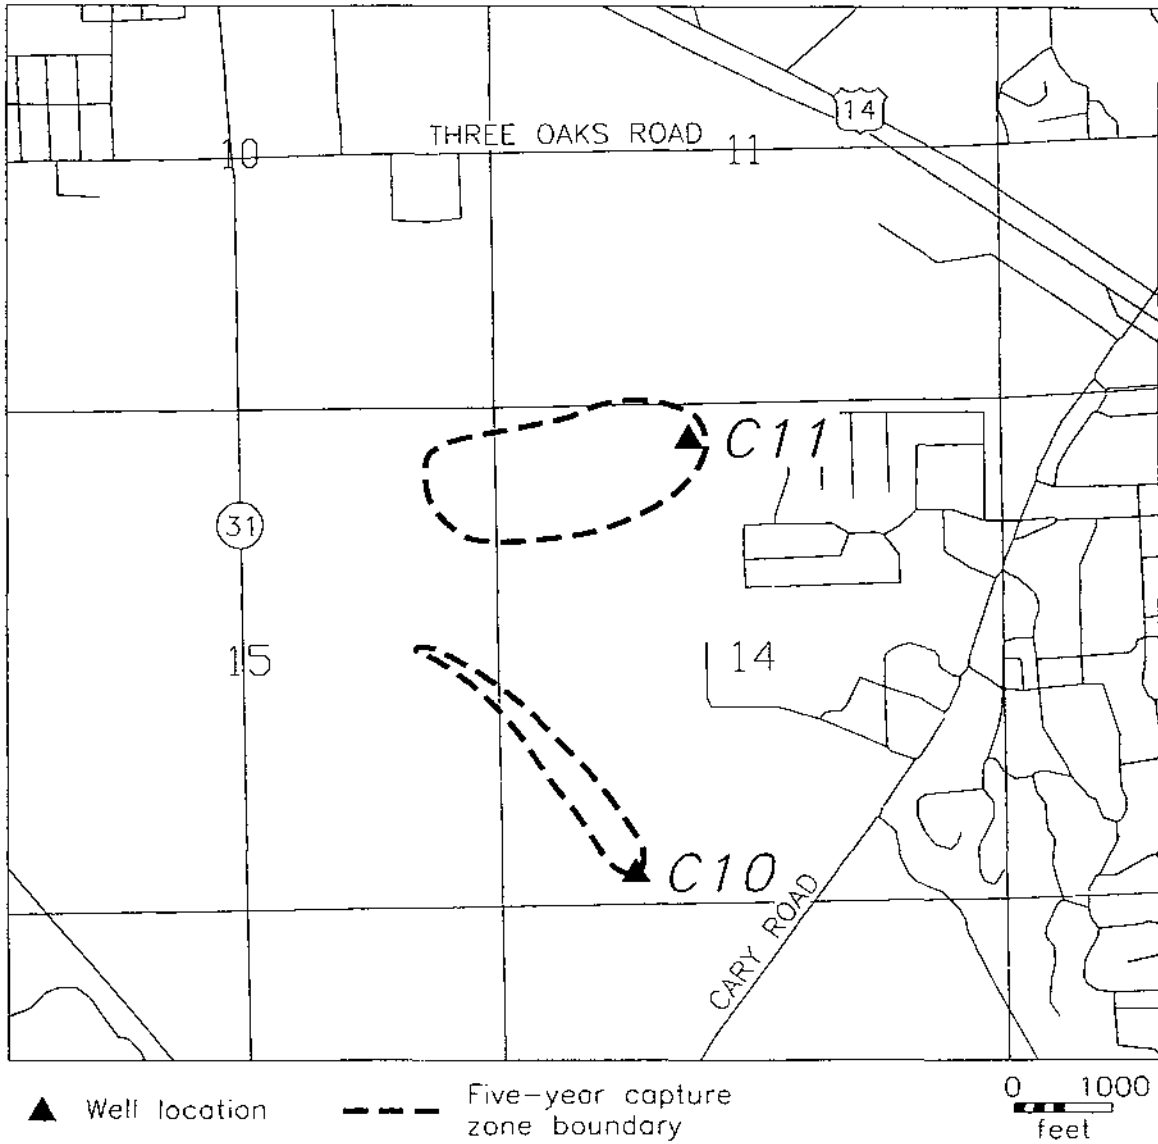 14
THREE OAKS ROAD
10
11
C11
31
15
14
C10
CARY ROAD
Well location
Five-year capture
zone boundary
0 1000
feet